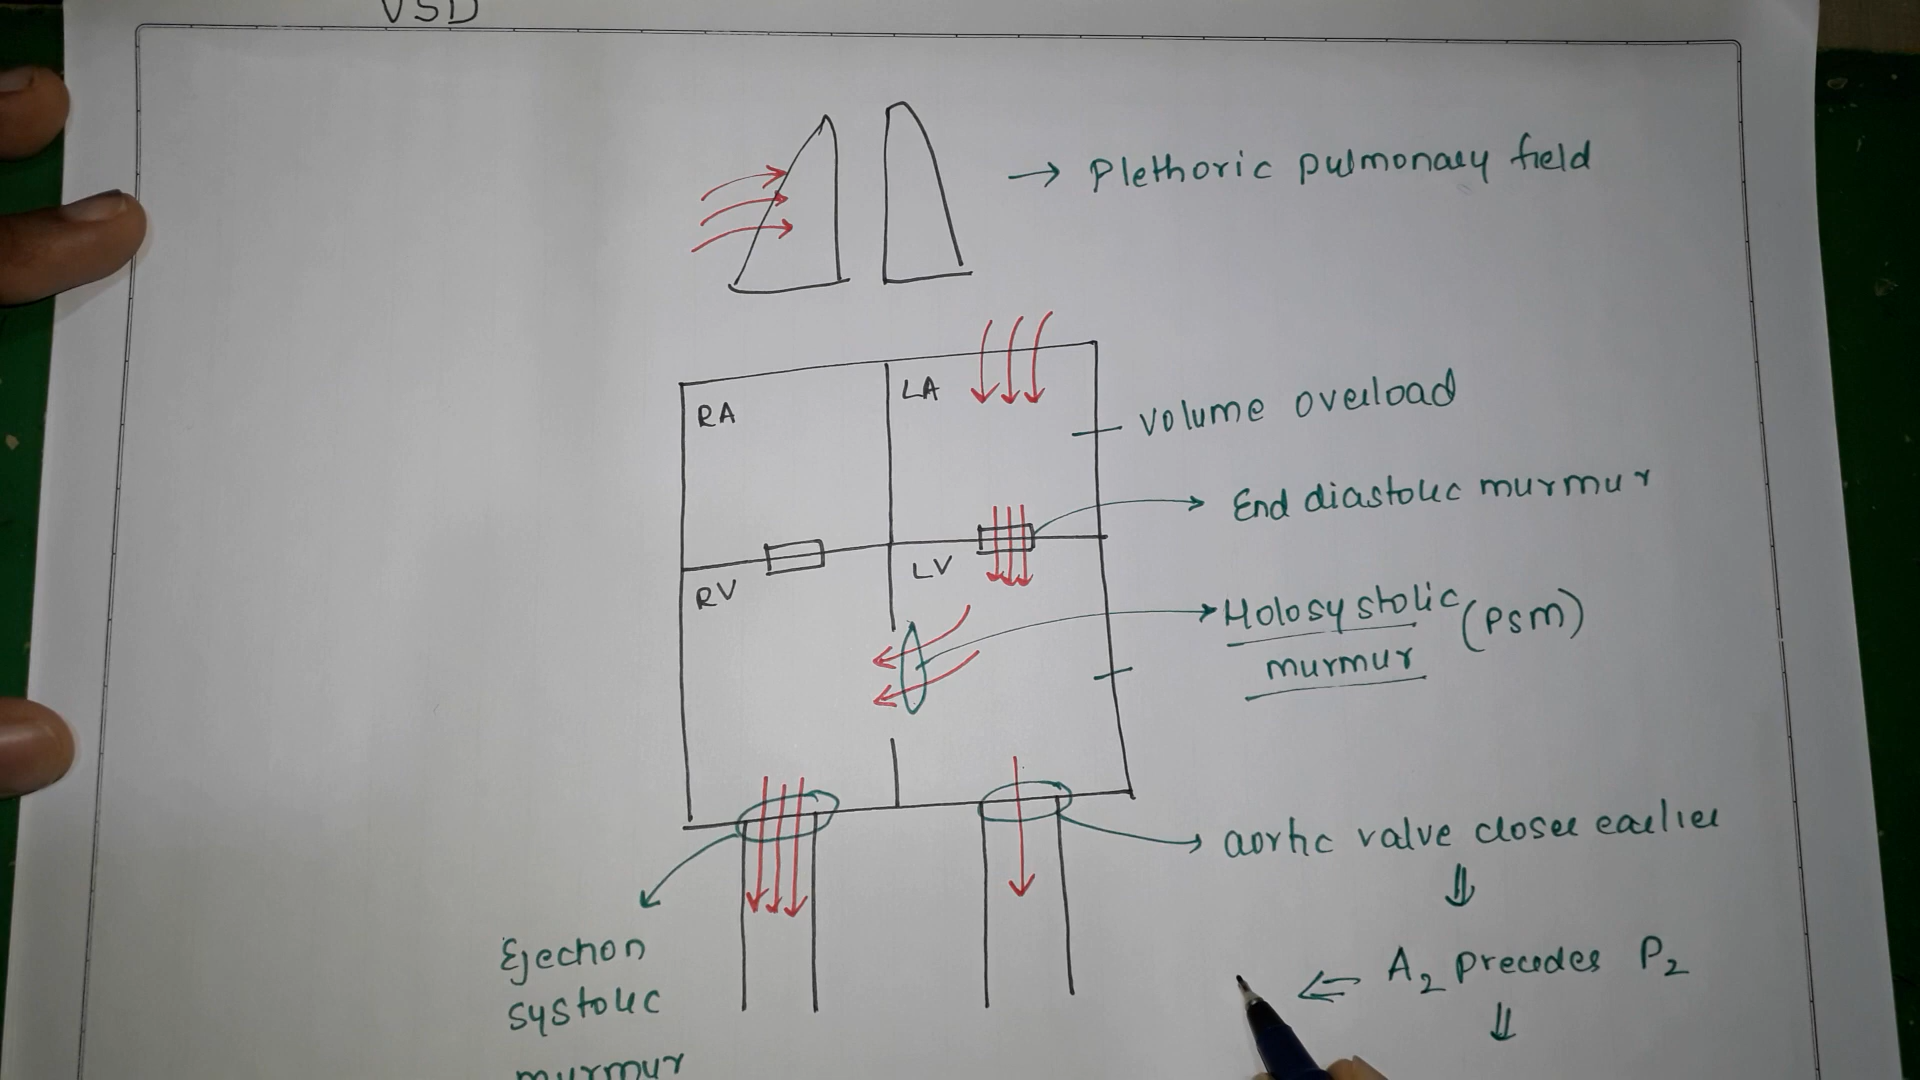 VSD
→ Plethoric pulmonary field
LA
RA
volume overload
End diastolic murmur
LV
RV
Holosystolic (PSM)
murmur
aortic valve closes earlier
⇓
Ejection
systolic
murmur
⇐ A₂ precedes P₂
⇓